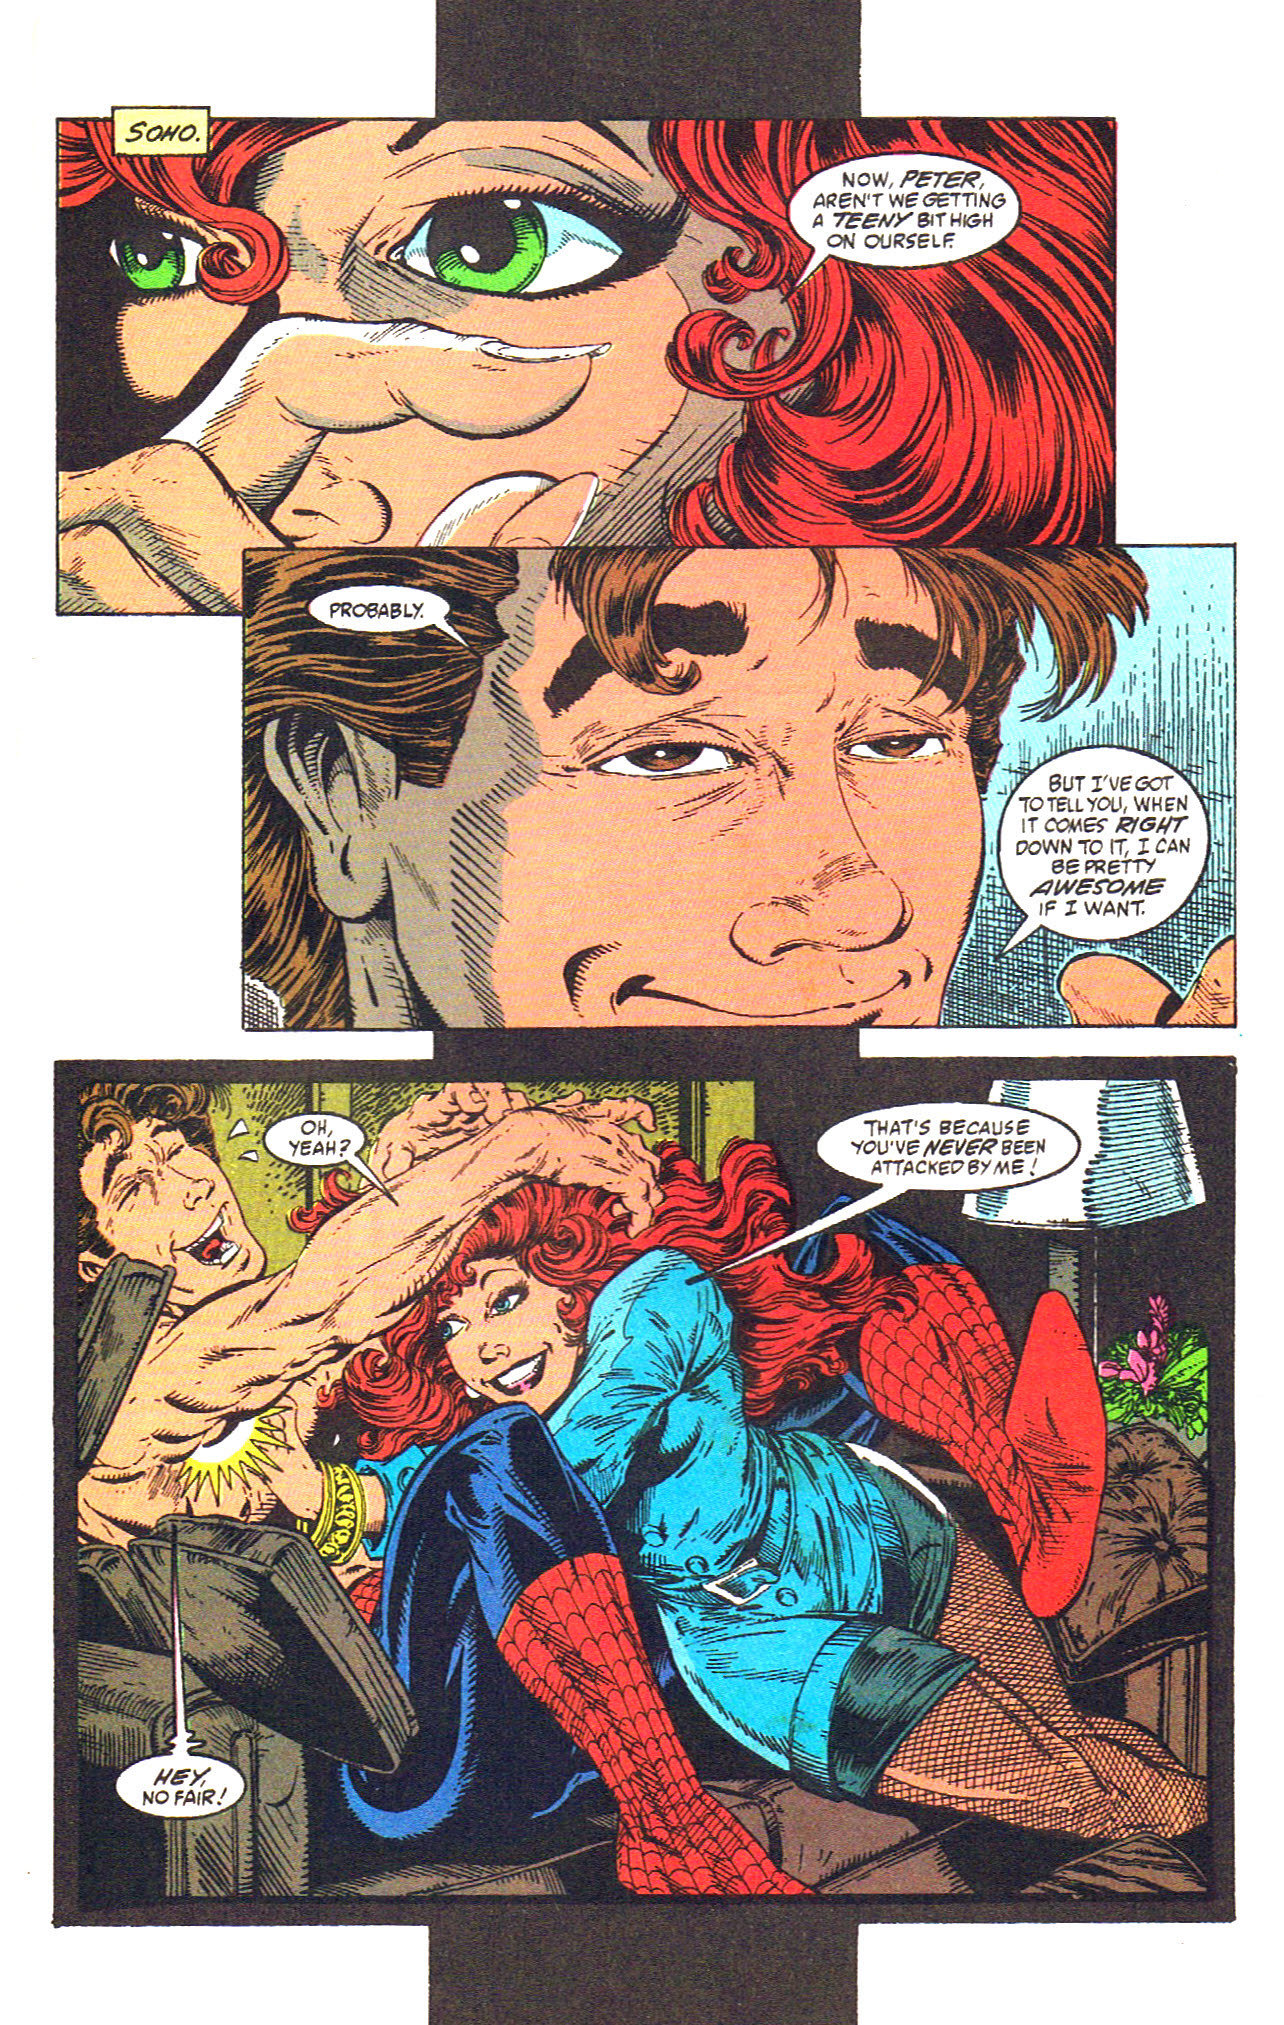 SOHO.
NOW, PETER,
AREN'T WE GETTING
A TEENY BIT HIGH
ON OURSELF.
PROBABLY.
BUT I'VE GOT
TO TELL YOU, WHEN
IT COMES RIGHT
DOWN TO IT, I CAN
BE PRETTY
AWESOME
IF I WANT.
OH,
YEAH?
THAT'S BECAUSE
YOU'VE NEVER BEEN
ATTACKED BY ME!
HEY,
NO FAIR!